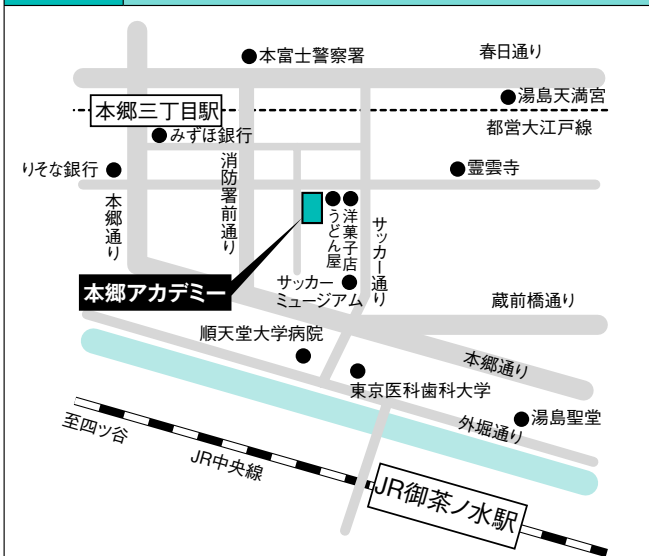 本富士警察署
春日通り
湯島天満宮
本郷三丁目駅
都営大江戸線
みずほ銀行
りそな銀行
霊雲寺
本郷通り
消防署前通り
うどん屋
洋菓子店
サッカー通り
本郷アカデミー
サッカー
ミュージアム
蔵前橋通り
順天堂大学病院
本郷通り
東京医科歯科大学
湯島聖堂
外堀通り
至四ツ谷
JR中央線
JR御茶ノ水駅